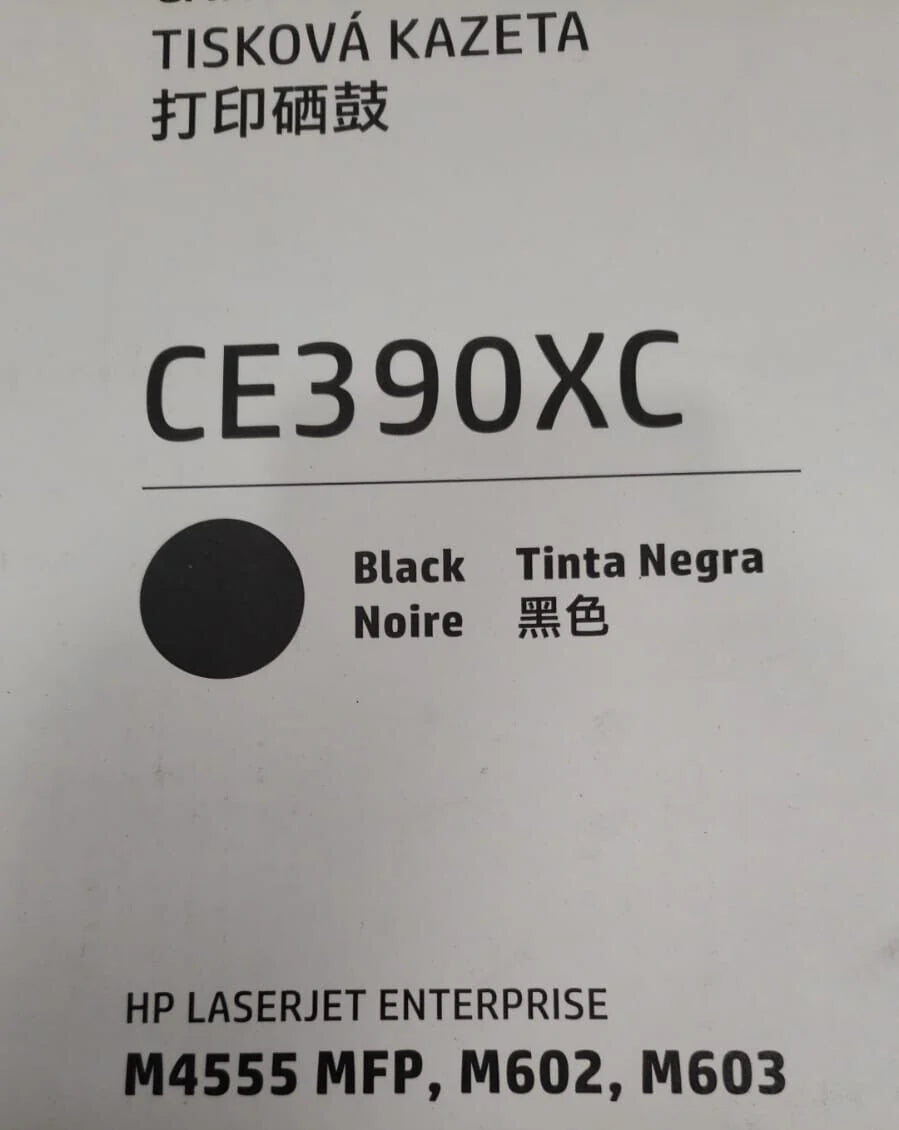 TISKOVÁ KAZETA
打印硒鼓
CE390XC
Black Tinta Negra
Noire 黑色
HP LASERJET ENTERPRISE
M4555 MFP, M602, M603